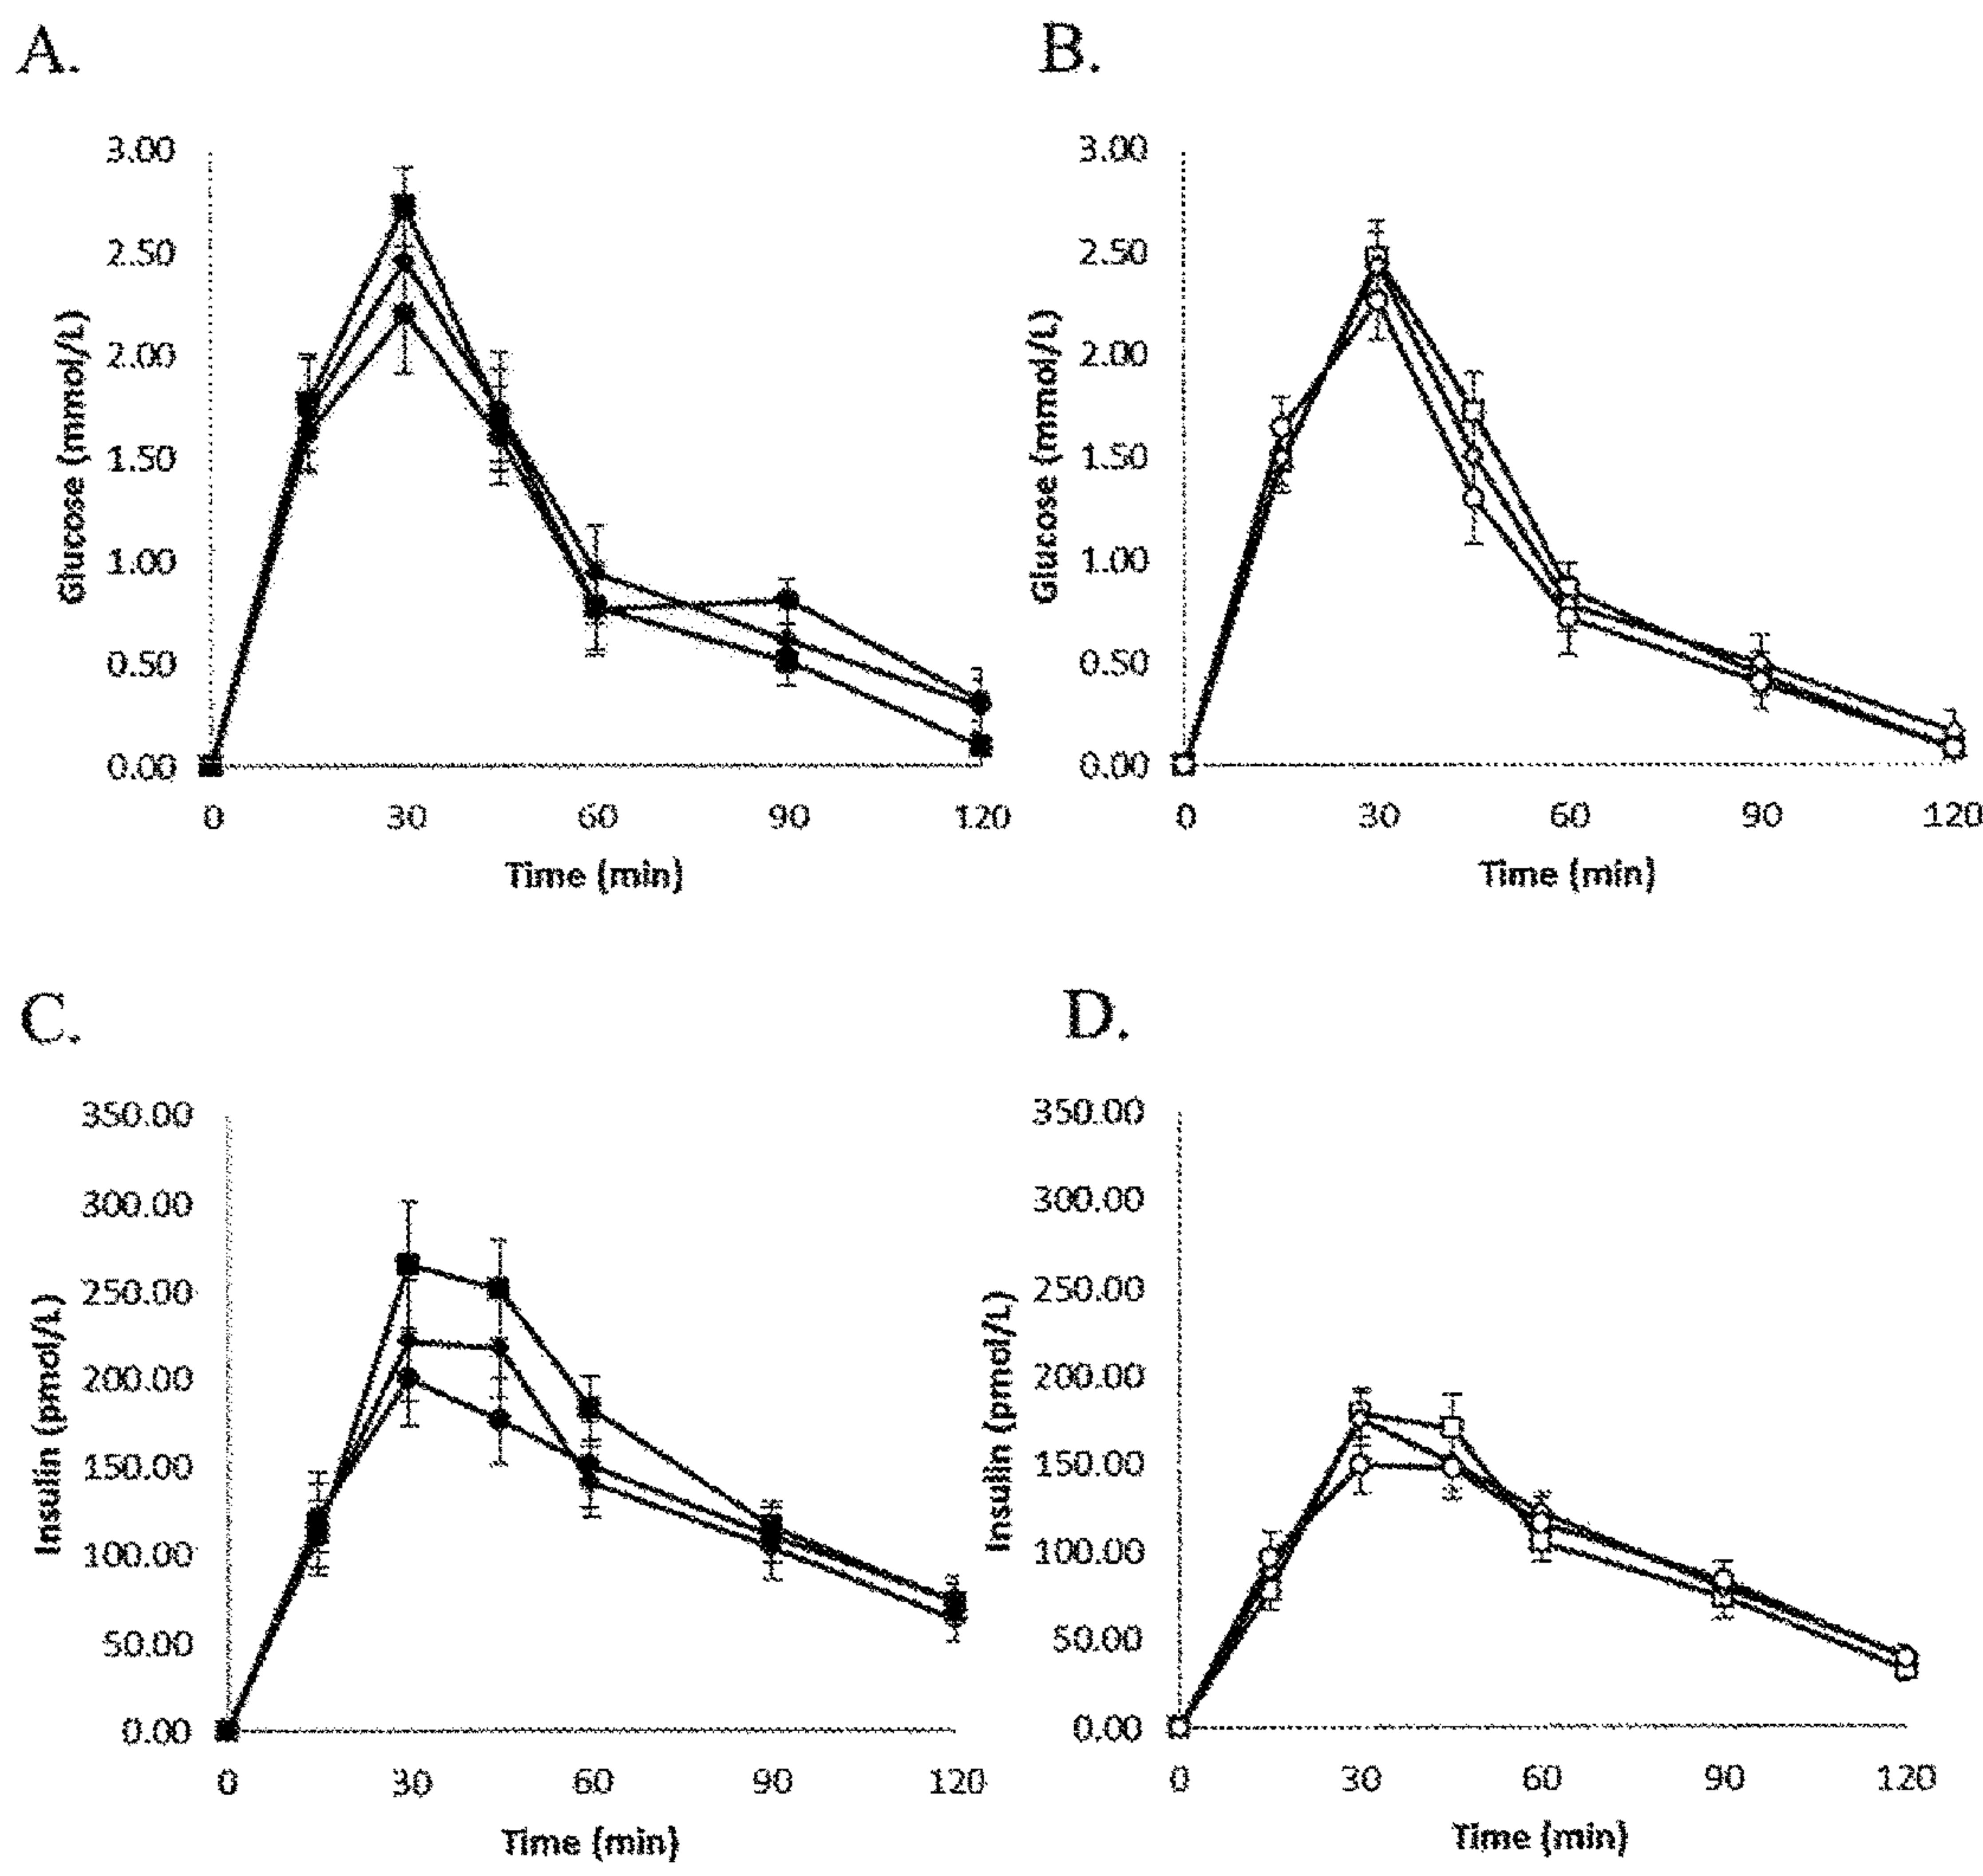 A.
3.00
2.50
2.00
1.50
1.00
0.50
0.00
Glucose (mmol/L)
0 30 60 90 120
Time (min)
B.
3.00
2.50
2.00
1.50
1.00
0.50
0.00
Glucose (mmol/L)
0 30 60 90 120
Time (min)
C.
350.00
300.00
250.00
200.00
150.00
100.00
50.00
0.00
Insulin (pmol/L)
0 30 60 90 120
Time (min)
D.
350.00
300.00
250.00
200.00
150.00
100.00
50.00
0.00
Insulin (pmol/L)
0 30 60 90 120
Time (min)